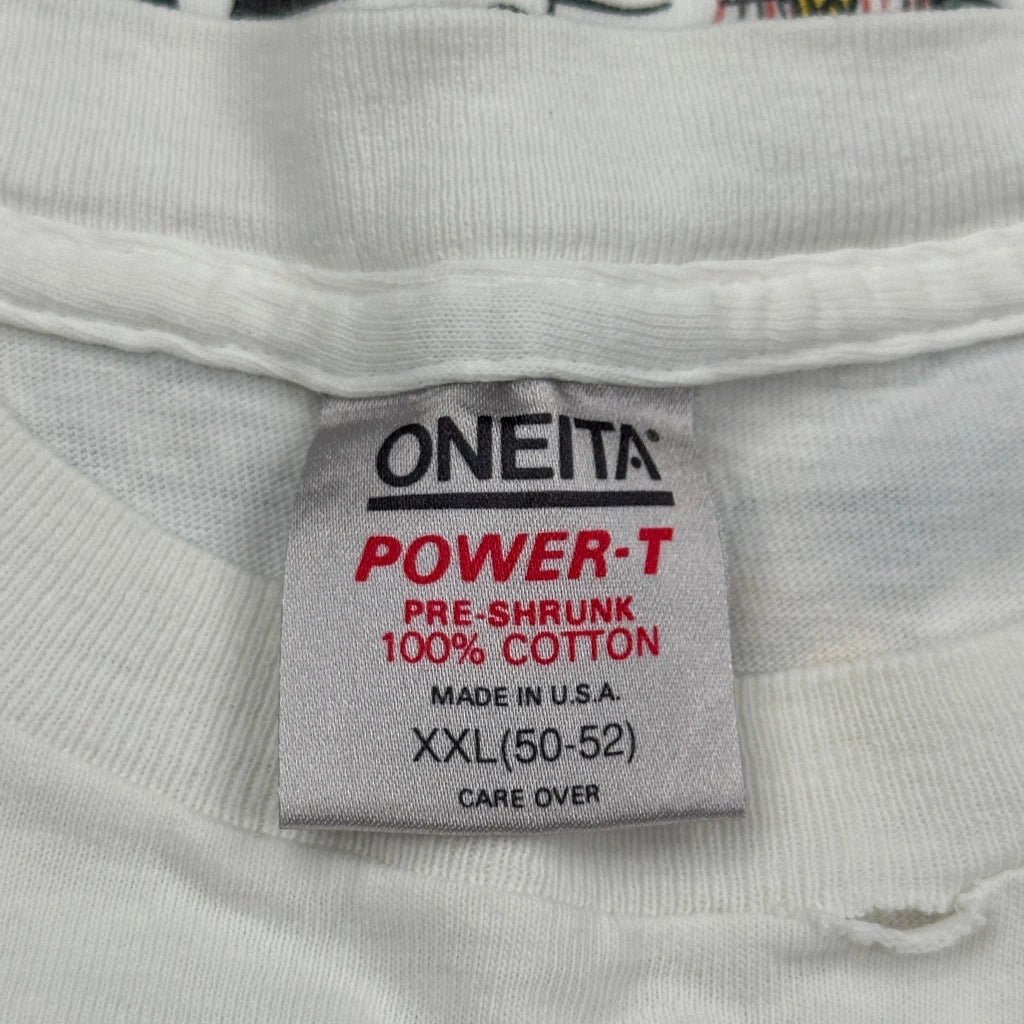 ONEITA
POWER-T
PRE-SHRUNK
100% COTTON
MADE IN U.S.A.
XXL(50-52)
CARE OVER